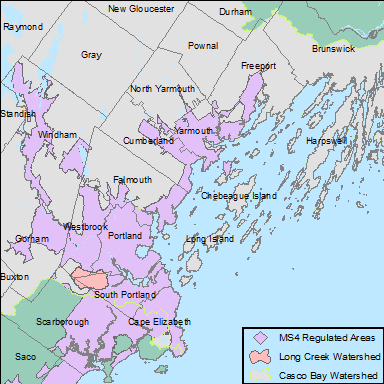 New Gloucester
Durham
Raymond
Gray
Pownal
Brunswick
Freeport
North Yarmouth
Standish
Windham
Yarmouth
Cumberland
Harpswell
Falmouth
Chebeague Island
Westbrook
Portland
Gorham
Long Island
Buxton
South Portland
Scarborough
Cape Elizabeth
Saco
MS4 Regulated Areas
Long Creek Watershed
Casco Bay Watershed